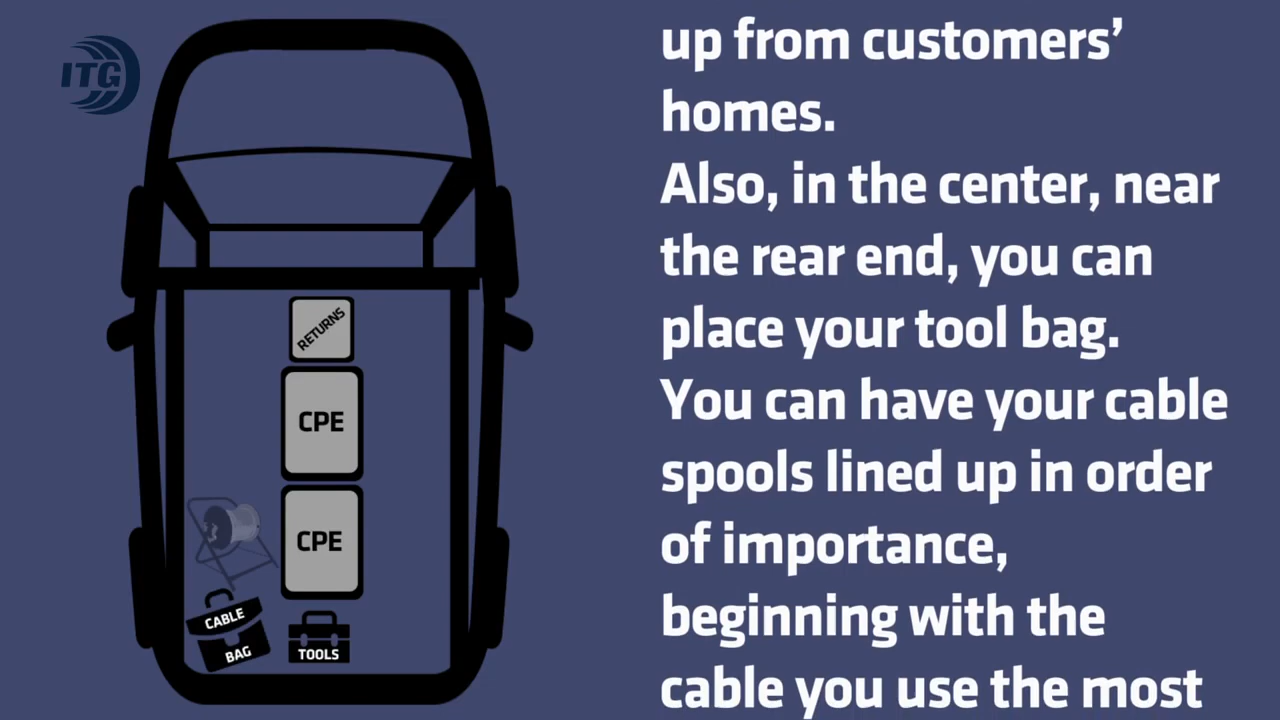 ITG
up from customers’
homes.
Also, in the center, near
the rear end, you can
place your tool bag.
You can have your cable
spools lined up in order
of importance,
beginning with the
cable you use the most
RETURNS
CPE
CPE
CABLE
BAG
TOOLS